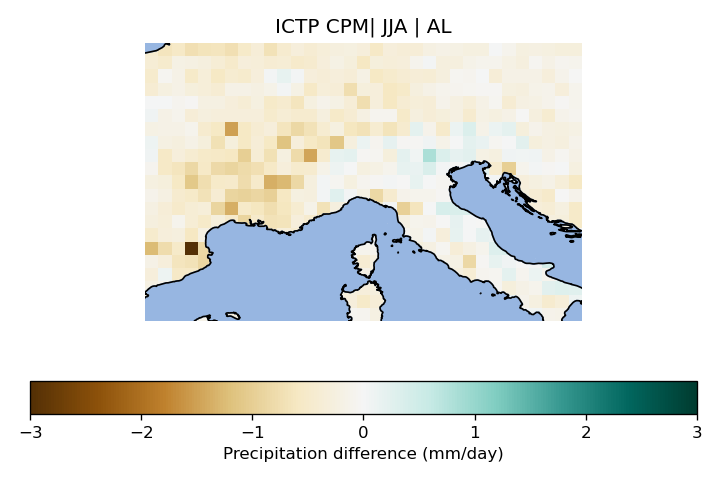 ICTP CPM| JJA | AL
−3 −2 −1 0 1 2 3
Precipitation difference (mm/day)